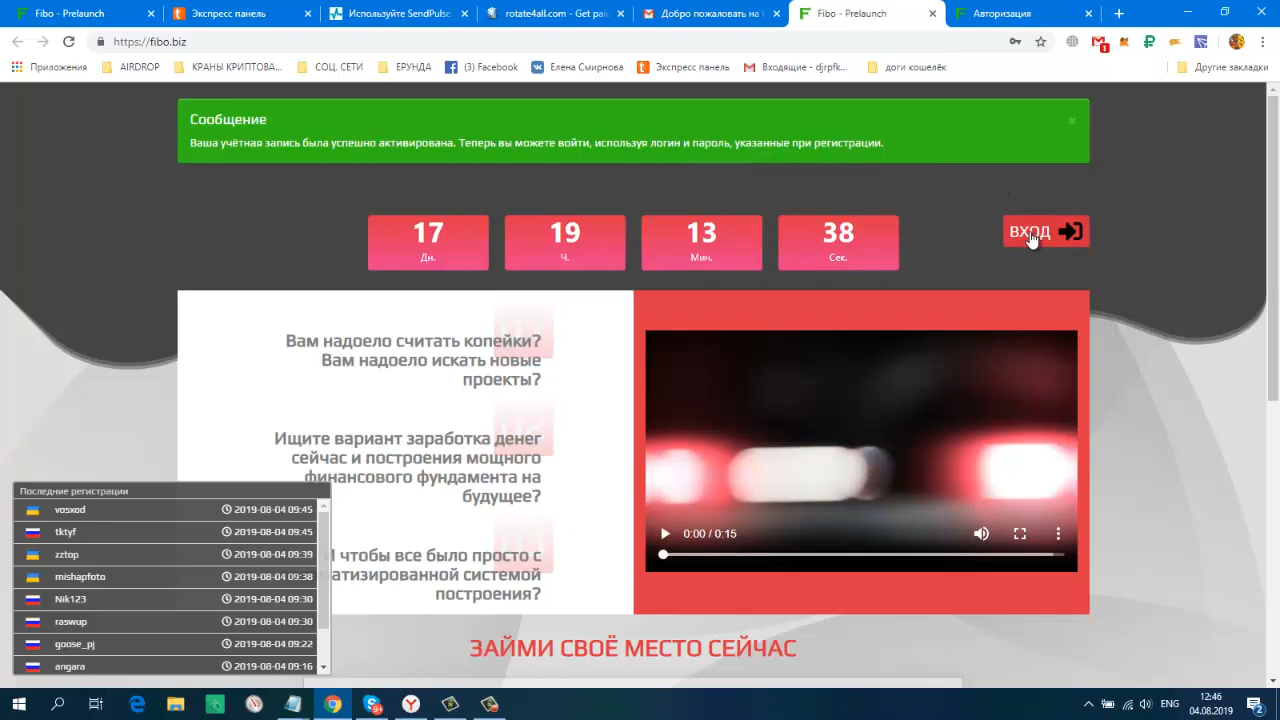 Fibo - Prelaunch
Экспресс панель
Используйте SendPulse
rotate4all.com - Get paid
Добро пожаловать на
Fibo - Prelaunch
Авторизация
https://fibo.biz
1
Приложения
AIRDROP
КРАНЫ КРИПТОВА...
СОЦ. СЕТИ
ЕРУНДА
(3) Facebook
Елена Смирнова
Экспресс панель
Входящие - djrpfk...
доги кошелёк
Другие закладки
Сообщение
×
Ваша учётная запись была успешно активирована. Теперь вы можете войти, используя логин и пароль, указанные при регистрации.
17
Дн.
19
Ч.
13
Мин.
38
Сек.
ВХОД
Вам надоело считать копейки?
Вам надоело искать новые
проекты?
Ищите вариант заработка денег
сейчас и построения мощного
финансового фундамента на
будущее?
чтобы все было просто с
атизированной системой
построения?
0:00 / 0:15
ЗАЙМИ СВОЁ МЕСТО СЕЙЧАС
Последние регистрации
vosxod 2019-08-04 09:45
tktyf 2019-08-04 09:45
zztop 2019-08-04 09:39
mishapfoto 2019-08-04 09:38
Nik123 2019-08-04 09:30
raswup 2019-08-04 09:30
goose_pj 2019-08-04 09:22
angara 2019-08-04 09:16
ENG
12:46
04.08.2019
2